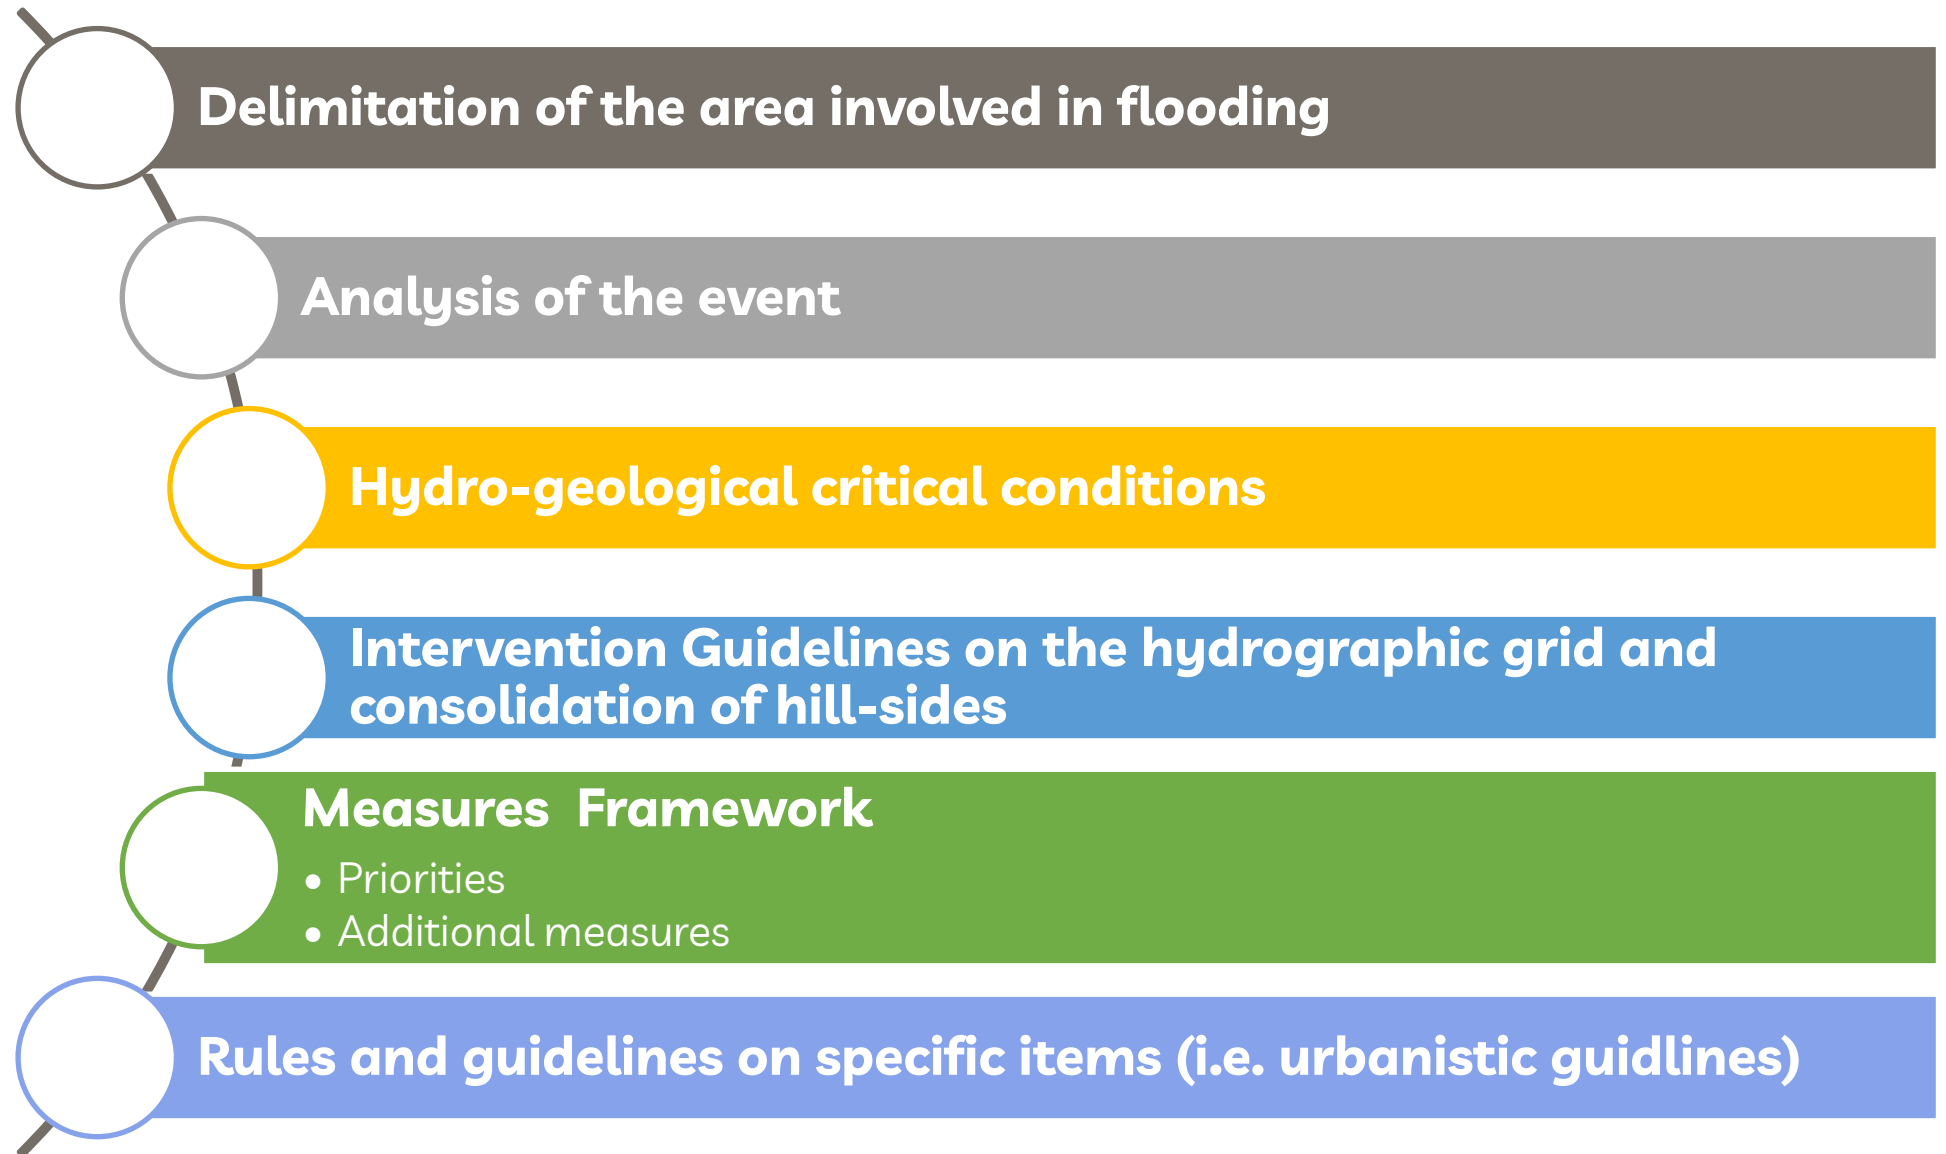 Delimitation of the area involved in flooding
Analysis of the event
Hydro-geological critical conditions
Intervention Guidelines on the hydrographic grid and
consolidation of hill-sides
Measures  Framework
• Priorities
• Additional measures
Rules and guidelines on specific items (i.e. urbanistic guidlines)